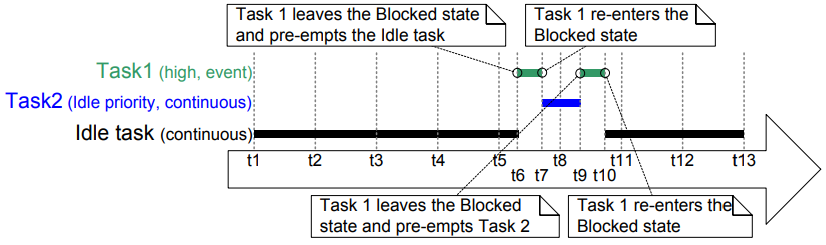 Task 1 leaves the Blocked state
and pre-empts the Idle task
Task 1 re-enters the
Blocked state
Task1 (high, event)
Task2 (Idle priority, continuous)
Idle task (continuous)
t1 t2 t3 t4 t5 t8 t11 t12 t13
t6 t7 t9 t10
Task 1 leaves the Blocked
state and pre-empts Task 2
Task 1 re-enters the
Blocked state